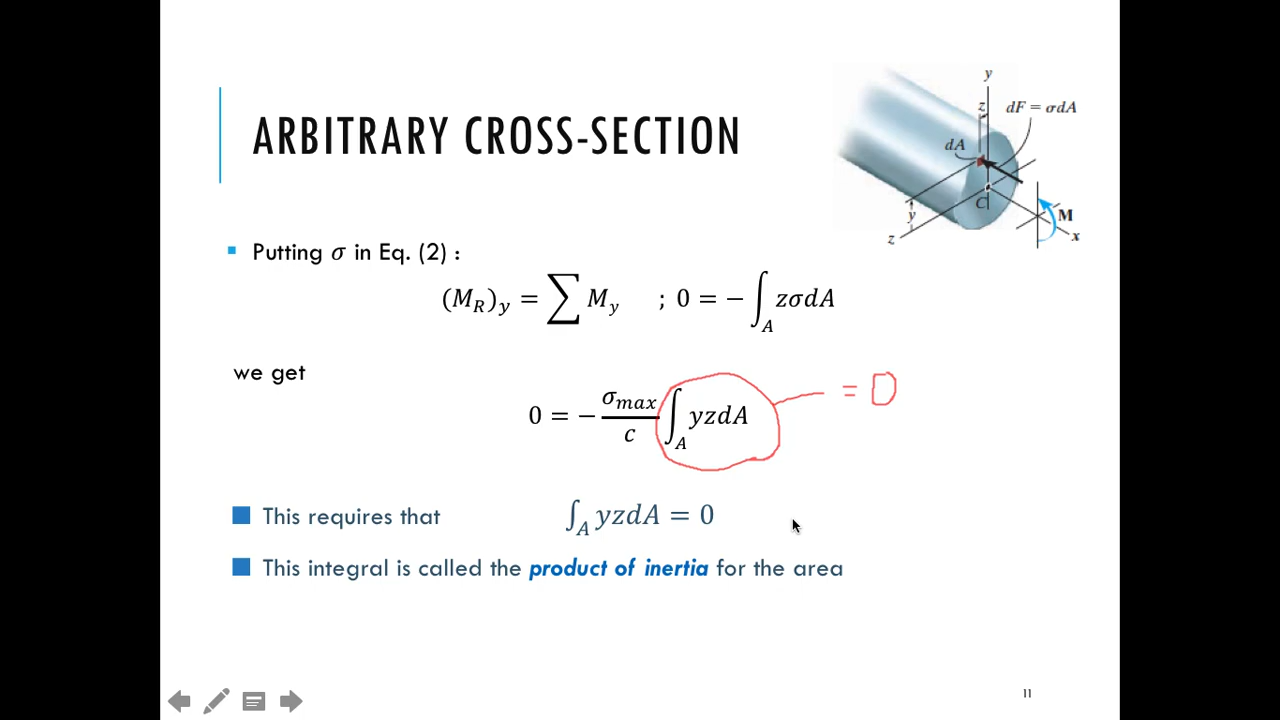 ARBITRARY CROSS-SECTION
y
z
dF = σdA
dA
C
y
z
M
x
▪ Putting σ in Eq. (2) :
(M_R)_y = ∑ M_y ; 0 = − ∫_A zσdA
we get
0 = − σ_max/c ∫_A yzdA = 0
■ This requires that ∫_A yzdA = 0
■ This integral is called the product of inertia for the area
11